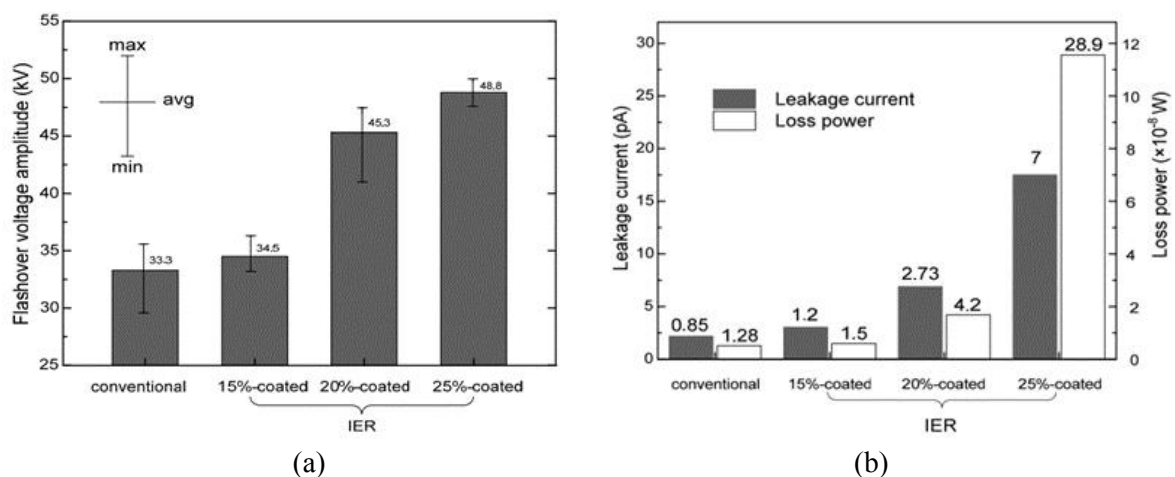 Flashover voltage amplitude (kV)
55
50
45
40
35
30
25
max
avg
min
33.3
34.5
45.3
48.8
conventional 15%-coated 20%-coated 25%-coated
IER
(a)
Leakage current (pA)
30
25
20
15
10
5
0
Leakage current
Loss power
0.85
1.28
1.2
1.5
2.73
4.2
7
28.9
12
10
8
6
4
2
0
Loss power (×10⁻⁸ W)
conventional 15%-coated 20%-coated 25%-coated
IER
(b)